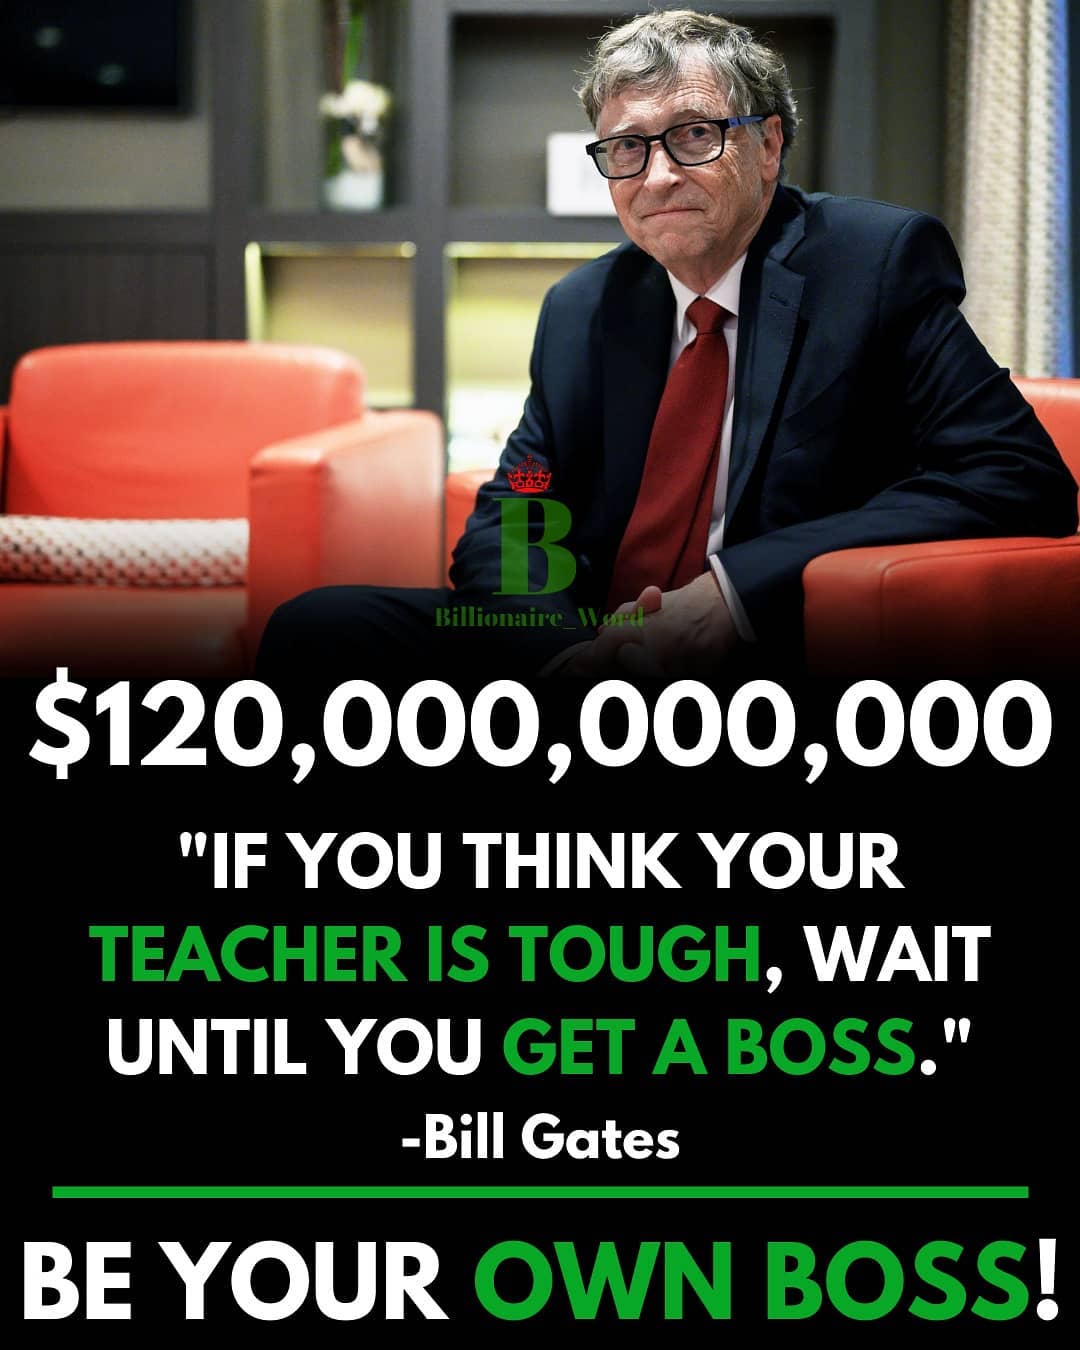 B
Billionaire_Word
$120,000,000,000
"IF YOU THINK YOUR
TEACHER IS TOUGH, WAIT
UNTIL YOU GET A BOSS."
-Bill Gates
BE YOUR OWN BOSS!